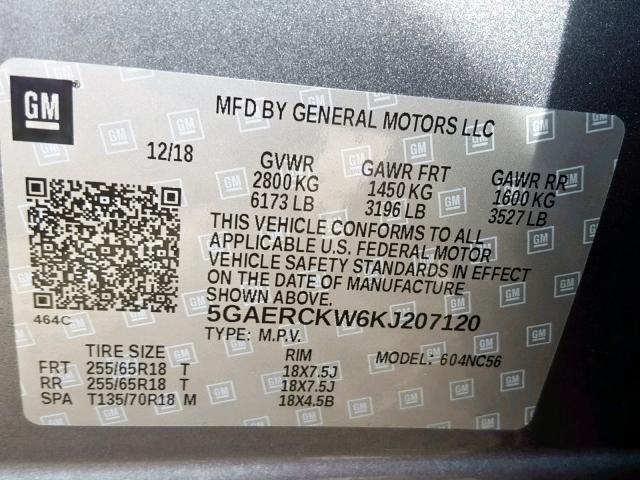 GM
MFD BY GENERAL MOTORS LLC
12/18
GVWR GAWR FRT GAWR RR
2800 KG 1450 KG 1600 KG
6173 LB 3196 LB 3527 LB
THIS VEHICLE CONFORMS TO ALL
APPLICABLE U.S. FEDERAL MOTOR
VEHICLE SAFETY STANDARDS IN EFFECT
ON THE DATE OF MANUFACTURE.
SHOWN ABOVE.
464C
5GAERCKW6KJ207120
TYPE: M.P.V. MODEL: 604NC56
TIRE SIZE RIM
FRT 255/65R18 T 18X7.5J
RR 255/65R18 T 18X7.5J
SPA T135/70R18 M 18X4.5B